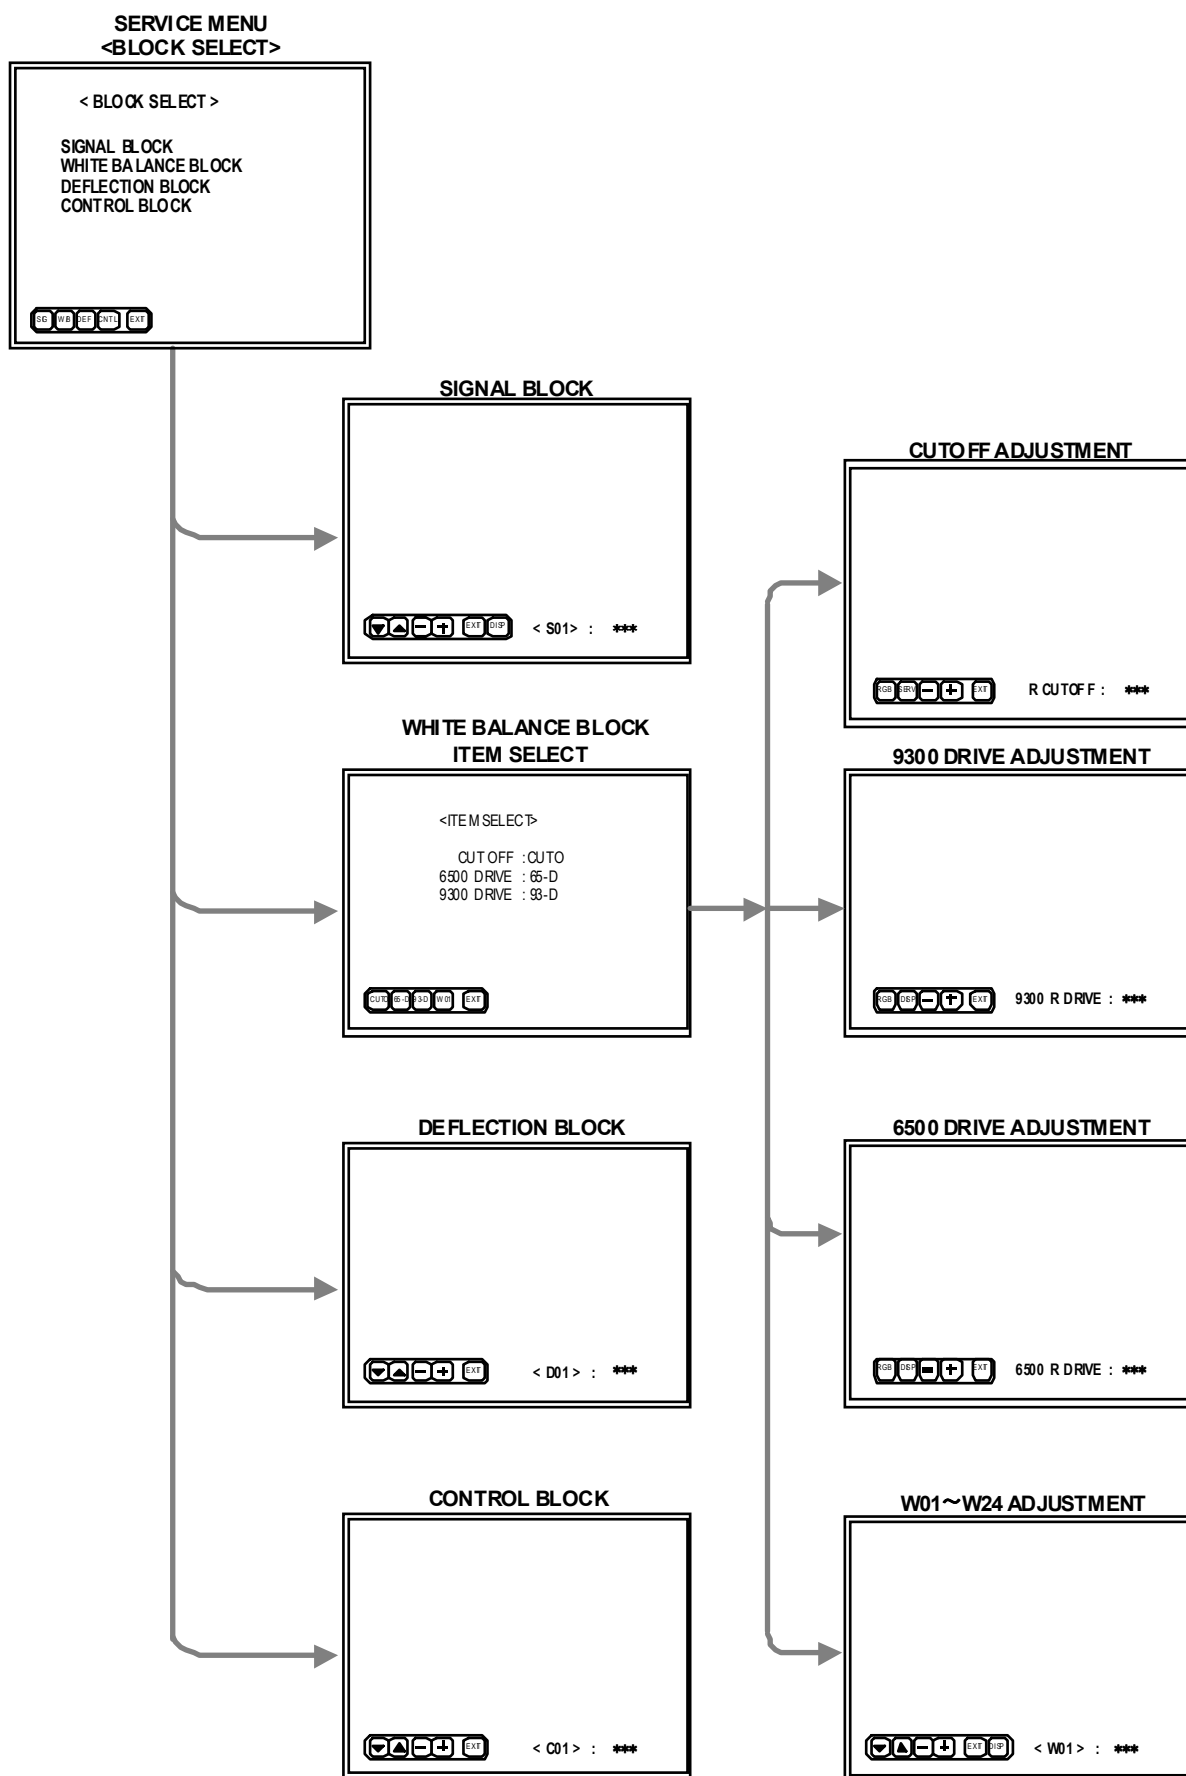 SERVICE MENU
<BLOCK SELECT>
< BLOCK SELECT >
SIGNAL BLOCK
WHITE BALANCE BLOCK
DEFLECTION BLOCK
CONTROL BLOCK
SIG W/B DEF CNTL EXIT
SIGNAL BLOCK
EXIT DISP < S01> : ***
CUTOFF ADJUSTMENT
RGB SERV EXIT R CUTOFF : ***
WHITE BALANCE BLOCK
ITEM SELECT
<ITEM SELECT>
CUT OFF : CUTO
6500 DRIVE : 65-D
9300 DRIVE : 93-D
CUTO 65-D 93-D W01 EXIT
9300 DRIVE ADJUSTMENT
RGB DISP - + EXIT 9300 R DRIVE : ***
DEFLECTION BLOCK
- + EXIT < D01 > : ***
6500 DRIVE ADJUSTMENT
RGB DISP - + EXIT 6500 R DRIVE : ***
CONTROL BLOCK
- + EXIT < C01 > : ***
W01～W24 ADJUSTMENT
- + EXIT DISP < W01 > : ***